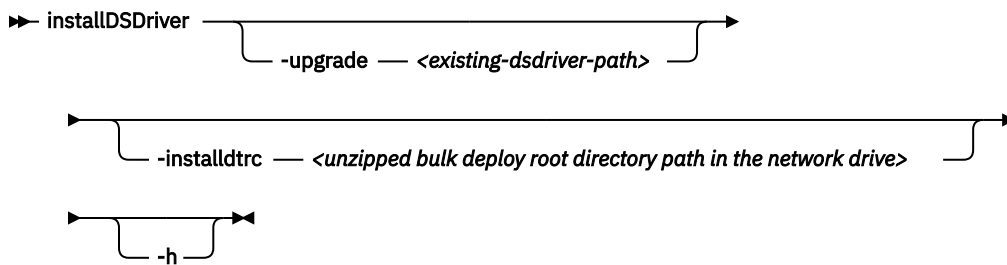 installDSDriver
-upgrade <existing-dsdriver-path>
-installdtrc <unzipped bulk deploy root directory path in the network drive>
-h